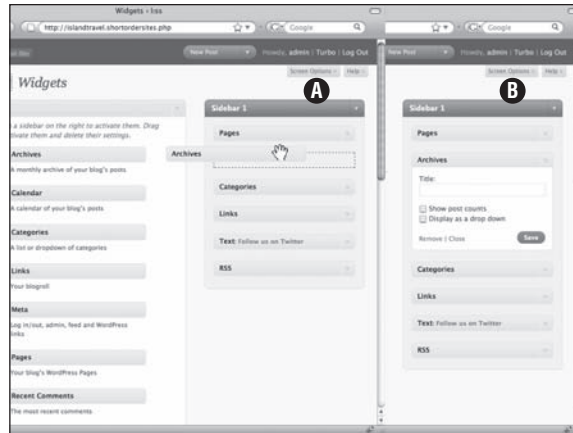 Widgets ‹ Iss
http://islandtravel.shortordersites.php
Google
Google
New Post
Howdy, admin | Turbo | Log Out
New Post
Howdy, admin | Turbo | Log Out
Screen Options
Help
Screen Options
Help
Widgets
A
B
Sidebar 1
Sidebar 1
a sidebar on the right to activate them. Drag
tivate them and delete their settings.
Archives
A monthly archive of your blog's posts
Calendar
A calendar of your blog's posts
Categories
A list or dropdown of categories
Links
Your blogroll
Meta
Log in/out, admin, feed and WordPress
links
Pages
Your blog's WordPress Pages
Recent Comments
The most recent comments
Pages
Archives
Categories
Links
Text: Follow us on Twitter
RSS
Pages
Archives
Title:
Show post counts
Display as a drop down
Remove | Close
Save
Categories
Links
Text: Follow us on Twitter
RSS